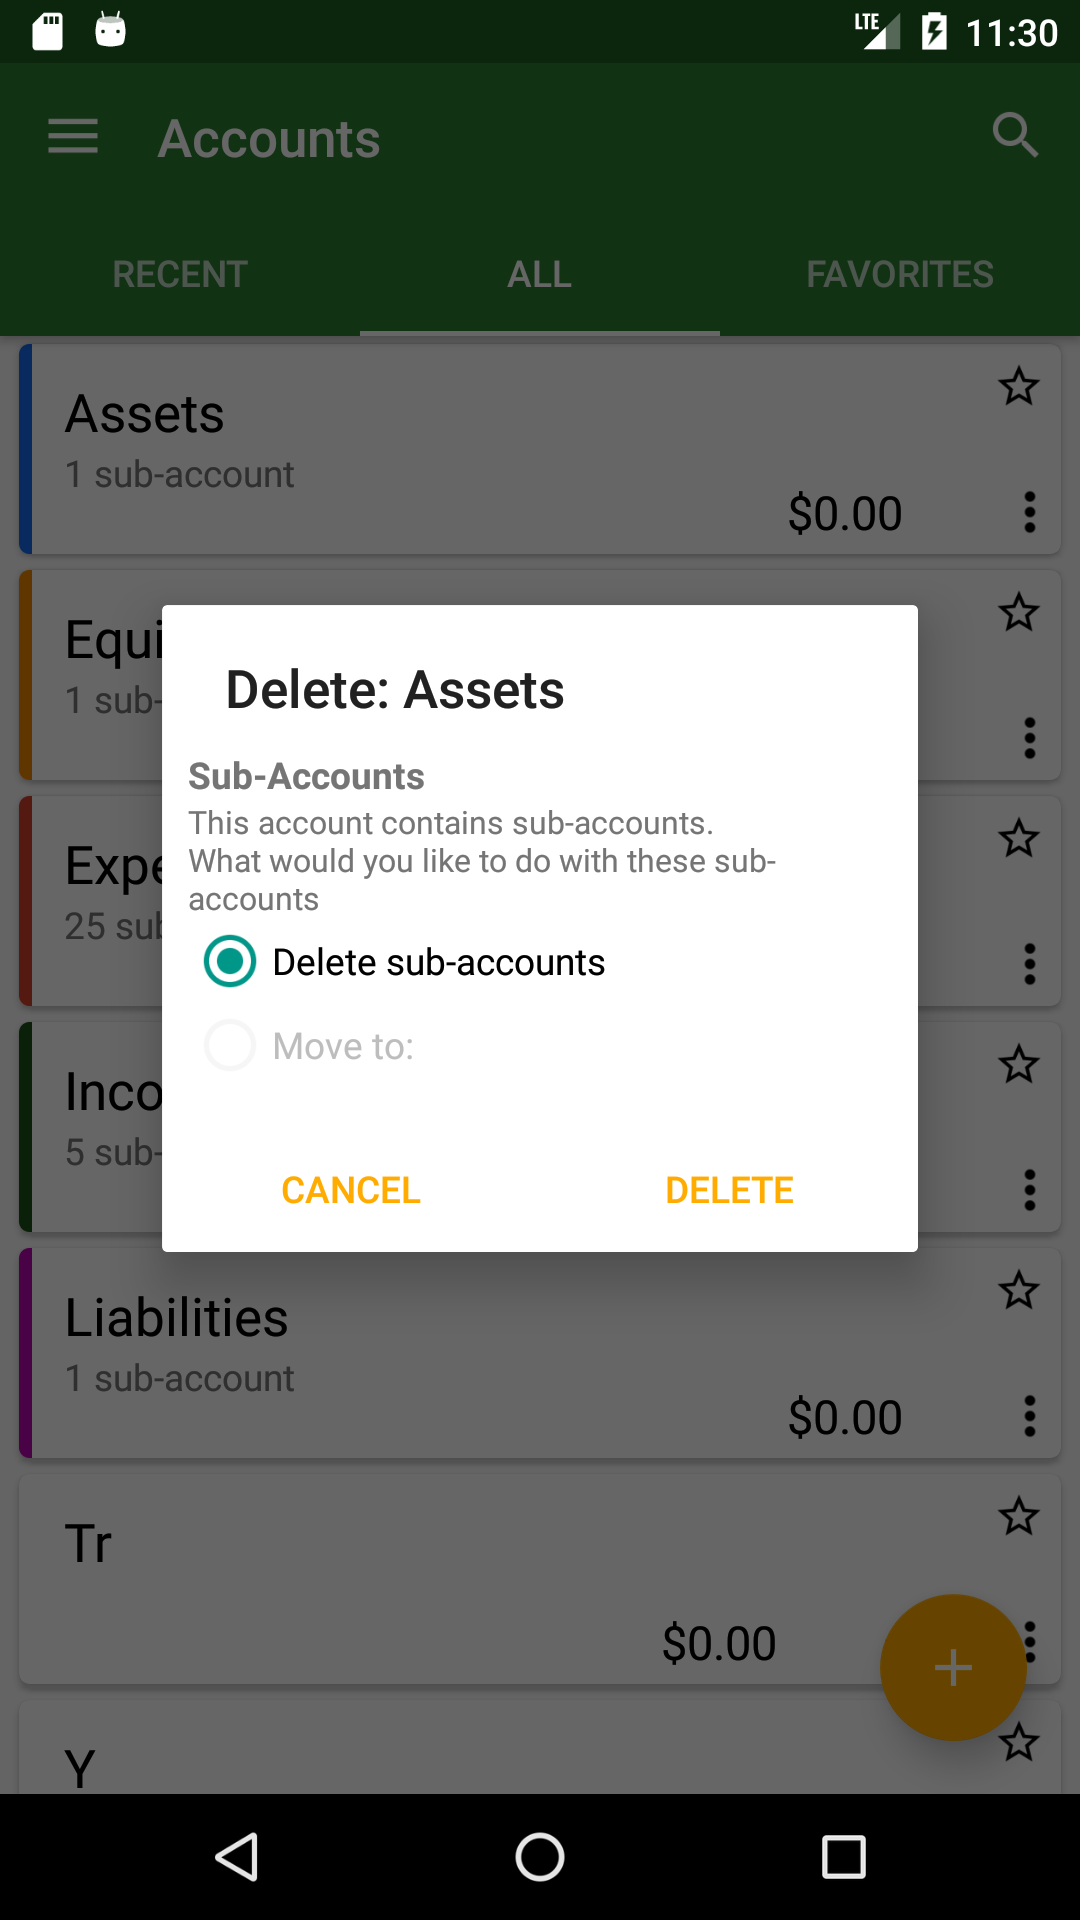 LTE 11:30
Accounts
RECENT ALL FAVORITES
Assets
1 sub-account
$0.00
Equi
1 sub-
Delete: Assets
Sub-Accounts
This account contains sub-accounts.
What would you like to do with these sub-
accounts
Expe
25 sub
Delete sub-accounts
Move to:
Inco
5 sub-
CANCEL DELETE
Liabilities
1 sub-account
$0.00
Tr
$0.00
Y